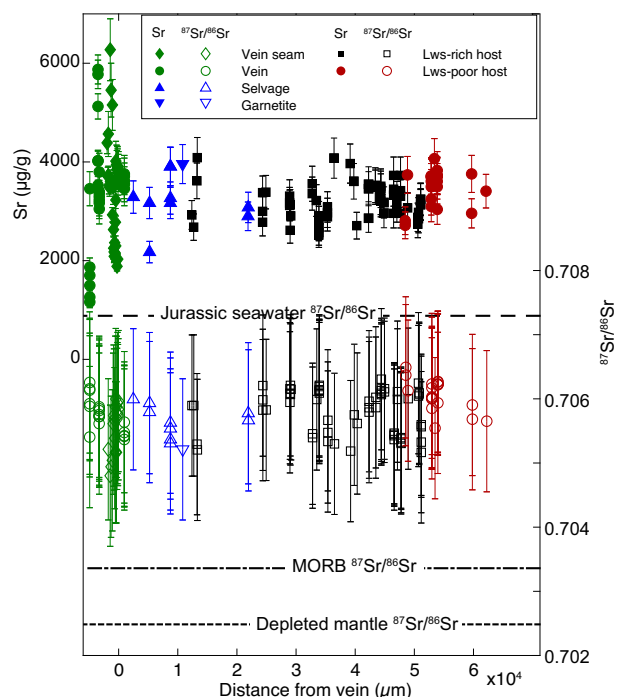 Sr ⁸⁷Sr/⁸⁶Sr Sr ⁸⁷Sr/⁸⁶Sr
Vein seam Lws-rich host
Vein Lws-poor host
Selvage
Garnetite
6000
4000
2000
0
Sr (µg/g)
0.708
0.706
0.704
0.702
⁸⁷Sr/⁸⁶Sr
Jurassic seawater ⁸⁷Sr/⁸⁶Sr
MORB ⁸⁷Sr/⁸⁶Sr
Depleted mantle ⁸⁷Sr/⁸⁶Sr
0 1 2 3 4 5 6
x10⁴
Distance from vein (µm)